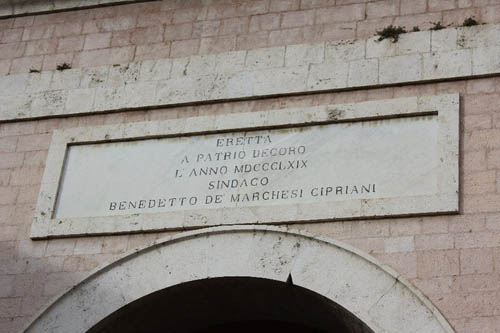 ERETTA
A PATRIO DECORO
L'ANNO MDCCCLXIX
SINDACO
BENEDETTO DE' MARCHESI CIPRIANI